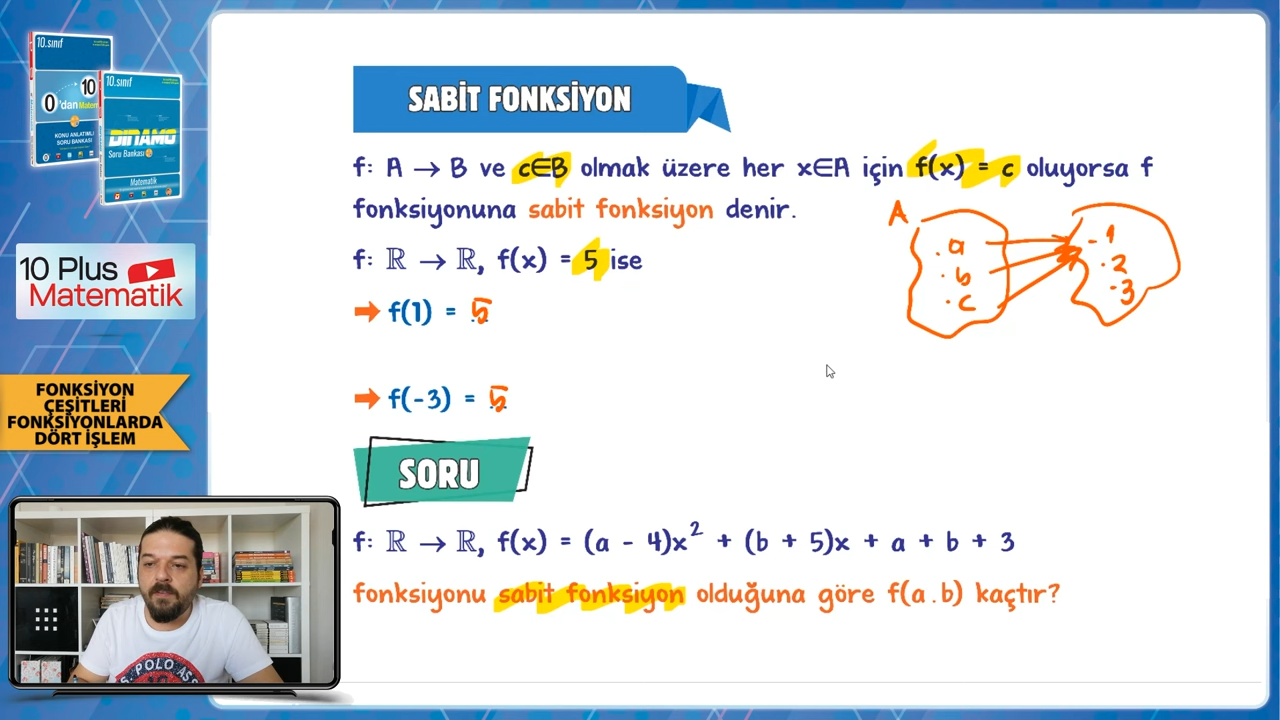 10.sınıf
10.sınıf
0'dan 10
KONU ANLATIMLI
SORU BANKASI
DİNAMO
Soru Bankası
Matematik
10 Plus
Matematik
FONKSİYON
ÇEŞİTLERİ
FONKSİYONLARDA
DÖRT İŞLEM
SABİT FONKSİYON
f: A → B ve c∈B olmak üzere her x∈A için f(x) = c oluyorsa f
fonksiyonuna sabit fonksiyon denir.
A
.a
.b
.c
-1
.2
.3
f: ℝ → ℝ, f(x) = 5 ise
➡ f(1) = 5
➡ f(-3) = 5
SORU
f: ℝ → ℝ, f(x) = (a - 4)x² + (b + 5)x + a + b + 3
fonksiyonu sabit fonksiyon olduğuna göre f(a.b) kaçtır?